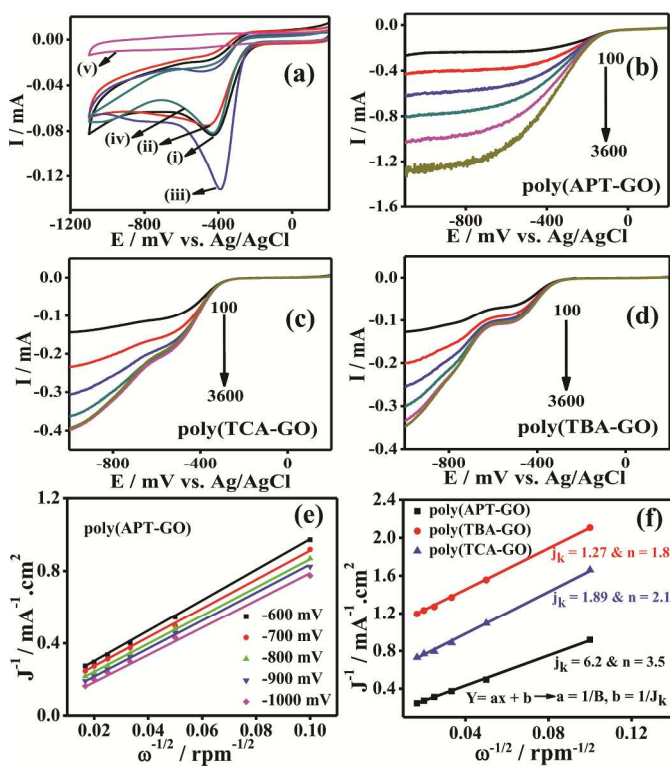 0.00
-0.04
-0.08
-0.12
I / mA
(v)
(a)
(iv)
(ii)
(i)
(iii)
-1200 -800 -400 0
E / mV vs. Ag/AgCl
0.0
-0.4
-0.8
-1.2
-1.6
I / mA
(b)
100
3600
poly(APT-GO)
-800 -400 0
E / mV vs. Ag/AgCl
0.0
-0.1
-0.2
-0.3
-0.4
I / mA
(c)
100
3600
poly(TCA-GO)
-800 -400 0
E / mV vs. Ag/AgCl
0.0
-0.1
-0.2
-0.3
-0.4
I / mA
(d)
100
3600
poly(TBA-GO)
-800 -400 0
E / mV vs. Ag/AgCl
1.2
0.8
0.4
0.0
J⁻¹ / mA⁻¹.cm²
poly(APT-GO)
(e)
-600 mV
-700 mV
-800 mV
-900 mV
-1000 mV
0.02 0.04 0.06 0.08 0.10
ω⁻¹/² / rpm⁻¹/²
2.4
2.0
1.6
1.2
0.8
0.4
J⁻¹ / mA⁻¹.cm²
poly(APT-GO)
poly(TBA-GO)
poly(TCA-GO)
(f)
jₖ = 1.27 & n = 1.8
jₖ = 1.89 & n = 2.1
jₖ = 6.2 & n = 3.5
Y= ax + b → a = 1/B, b = 1/Jₖ
0.02 0.04 0.06 0.08 0.10
ω⁻¹/² / rpm⁻¹/²